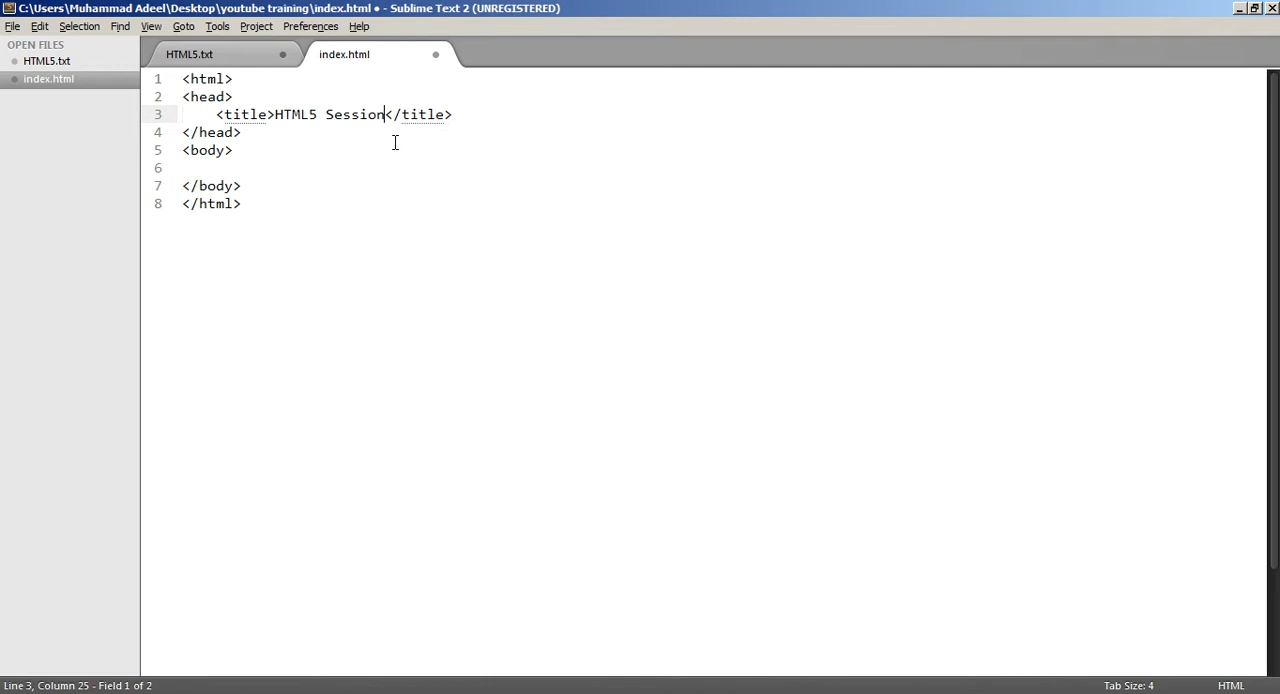 C:\Users\Muhammad Adeel\Desktop\youtube training\index.html • - Sublime Text 2 (UNREGISTERED)
File Edit Selection Find View Goto Tools Project Preferences Help
OPEN FILES
HTML5.txt
index.html
HTML5.txt index.html
1 <html>
2 <head>
3 <title>HTML5 Session</title>
4 </head>
5 <body>
6
7 </body>
8 </html>
Line 3, Column 25 - Field 1 of 2 Tab Size: 4 HTML